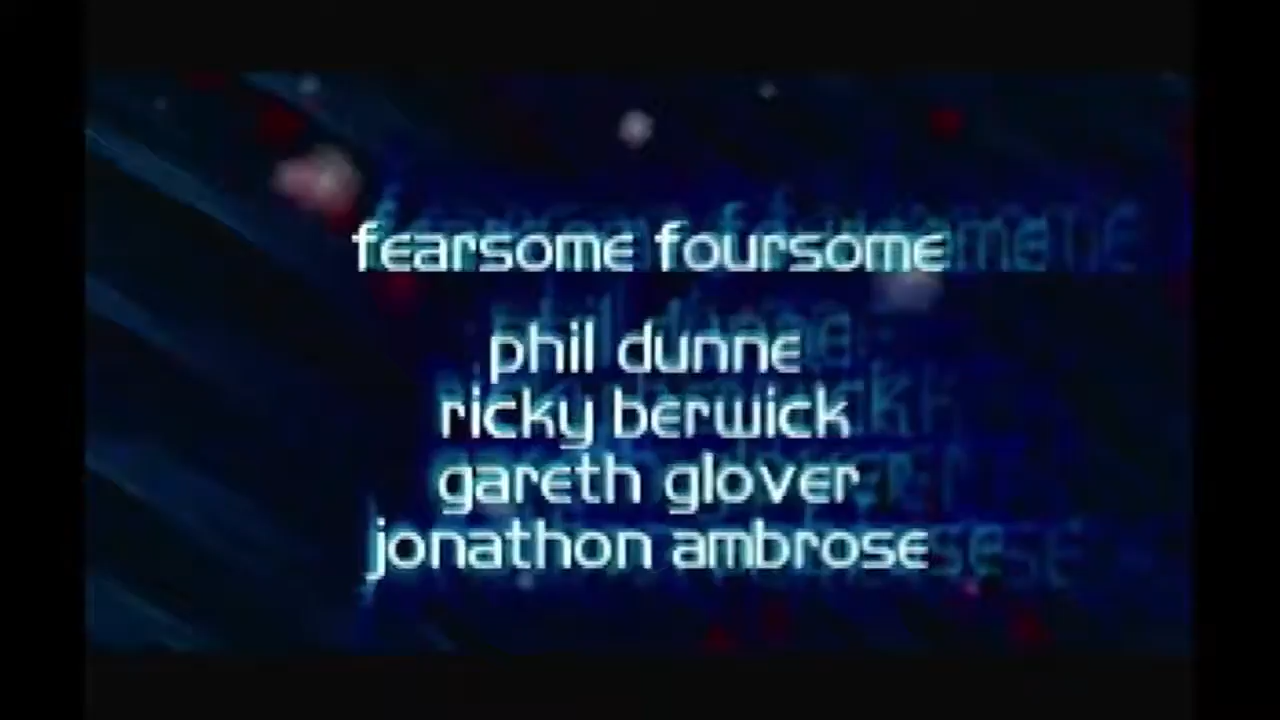 fearsome foursome
phil dunne
ricky berwick
gareth glover
jonathon ambrose